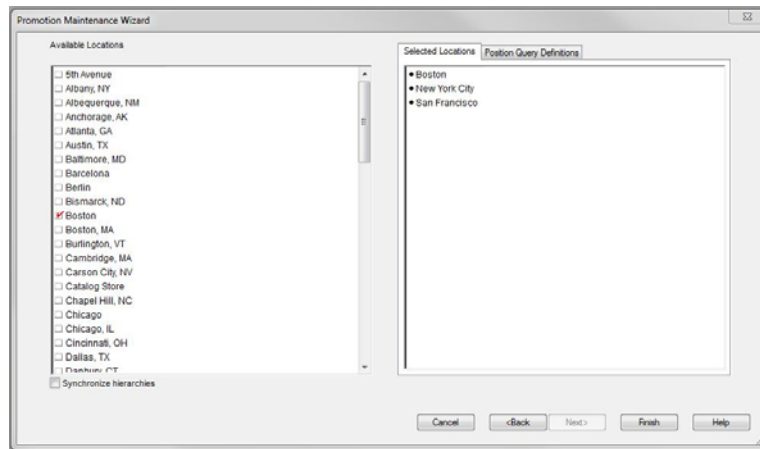 Promotion Maintenance Wizard
Available Locations
5th Avenue
Albany, NY
Albequerque, NM
Anchorage, AK
Atlanta, GA
Austin, TX
Baltimore, MD
Barcelona
Berlin
Bismarck, ND
Boston
Boston, MA
Burlington, VT
Cambridge, MA
Carson City, NV
Catalog Store
Chapel Hill, NC
Chicago
Chicago, IL
Cincinnati, OH
Dallas, TX
Danbury, CT
Synchronize hierarchies
Selected Locations Position Query Definitions
• Boston
• New York City
• San Francisco
Cancel <Back Next> Finish Help